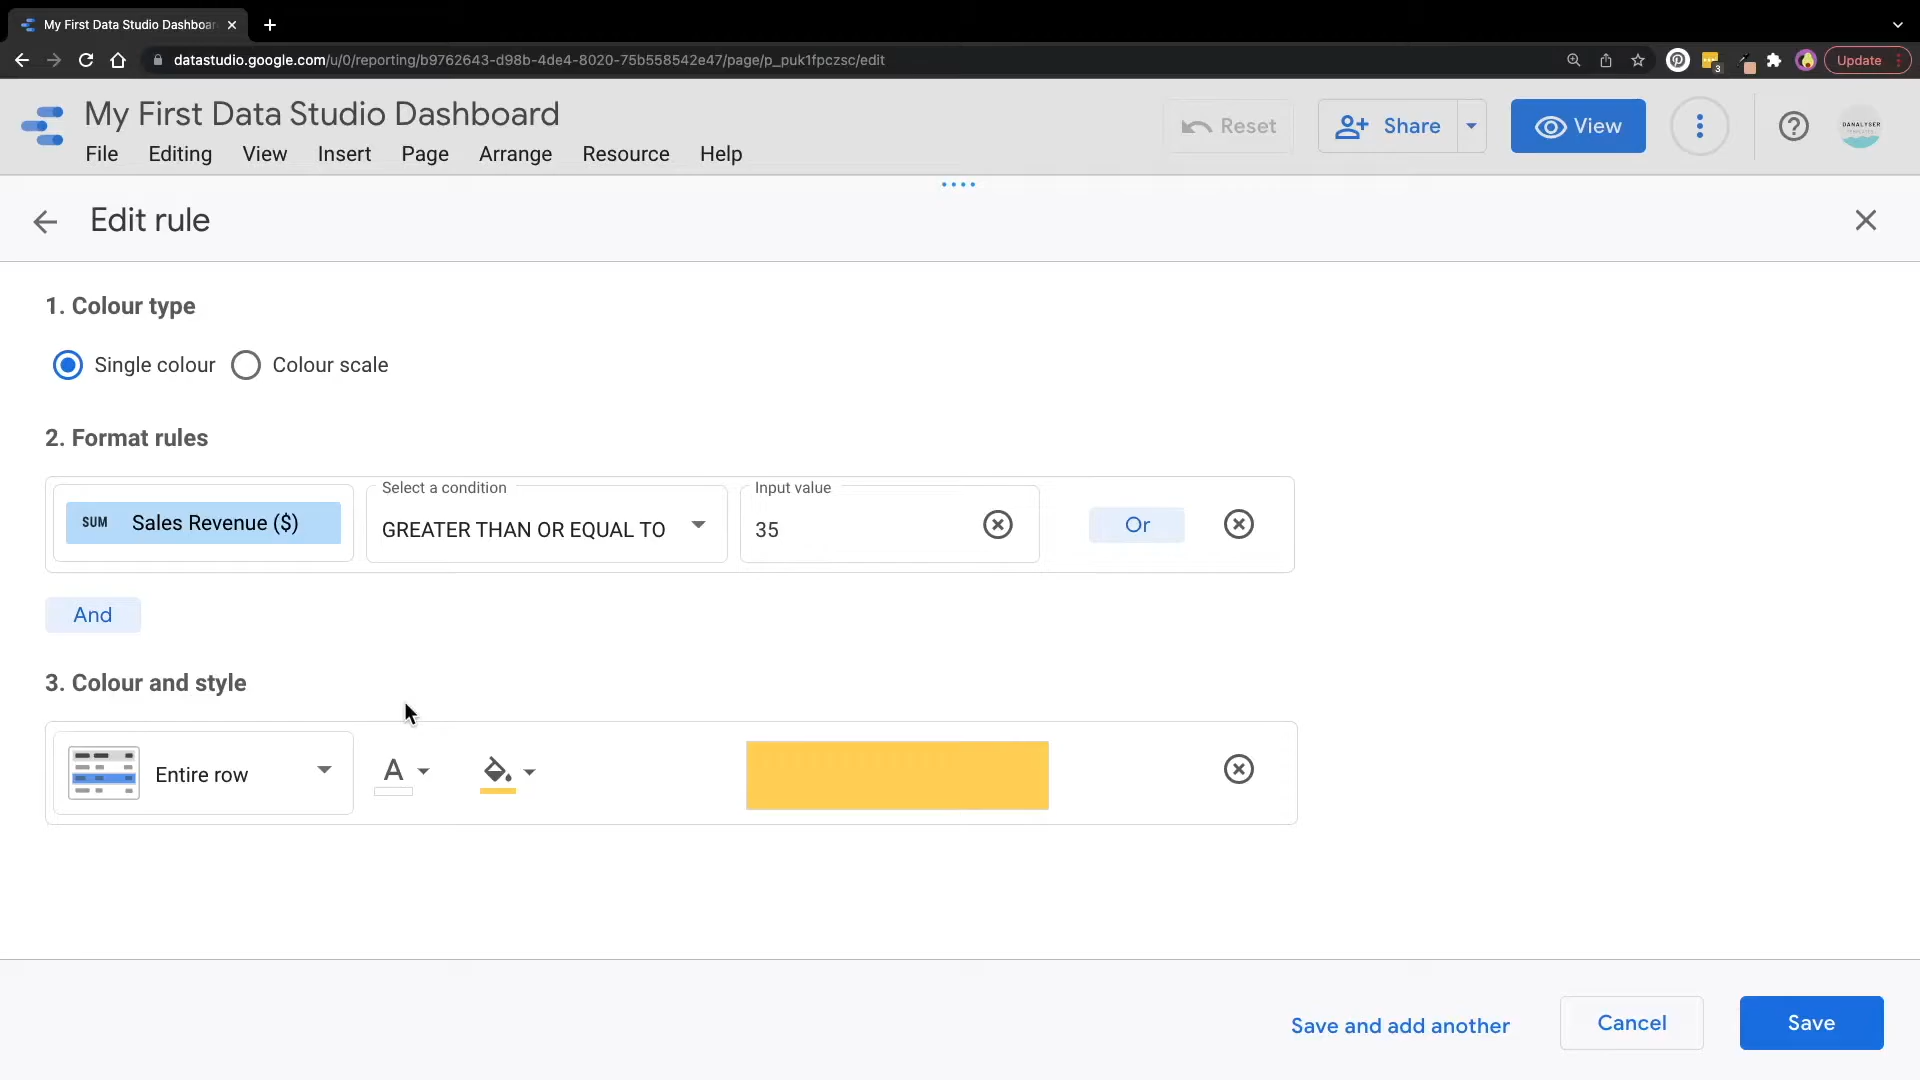 My First Data Studio Dashboar
datastudio.google.com/u/0/reporting/b9762643-d98b-4de4-8020-75b558542e47/page/p_puk1fpczsc/edit
3
Update
My First Data Studio Dashboard
Reset
Share
View
DANALYSER
File Editing View Insert Page Arrange Resource Help
Edit rule
1. Colour type
Single colour
Colour scale
2. Format rules
Select a condition
Input value
SUM Sales Revenue ($)
GREATER THAN OR EQUAL TO
35
Or
And
3. Colour and style
Entire row
A
Save and add another
Cancel
Save